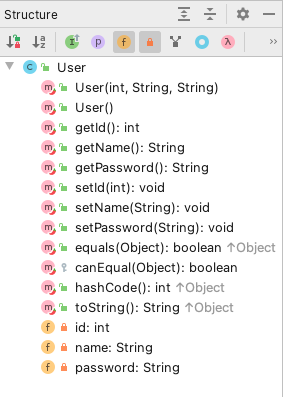 Structure
User
User(int, String, String)
User()
getId(): int
getName(): String
getPassword(): String
setId(int): void
setName(String): void
setPassword(String): void
equals(Object): boolean ↑Object
canEqual(Object): boolean
hashCode(): int ↑Object
toString(): String ↑Object
id: int
name: String
password: String